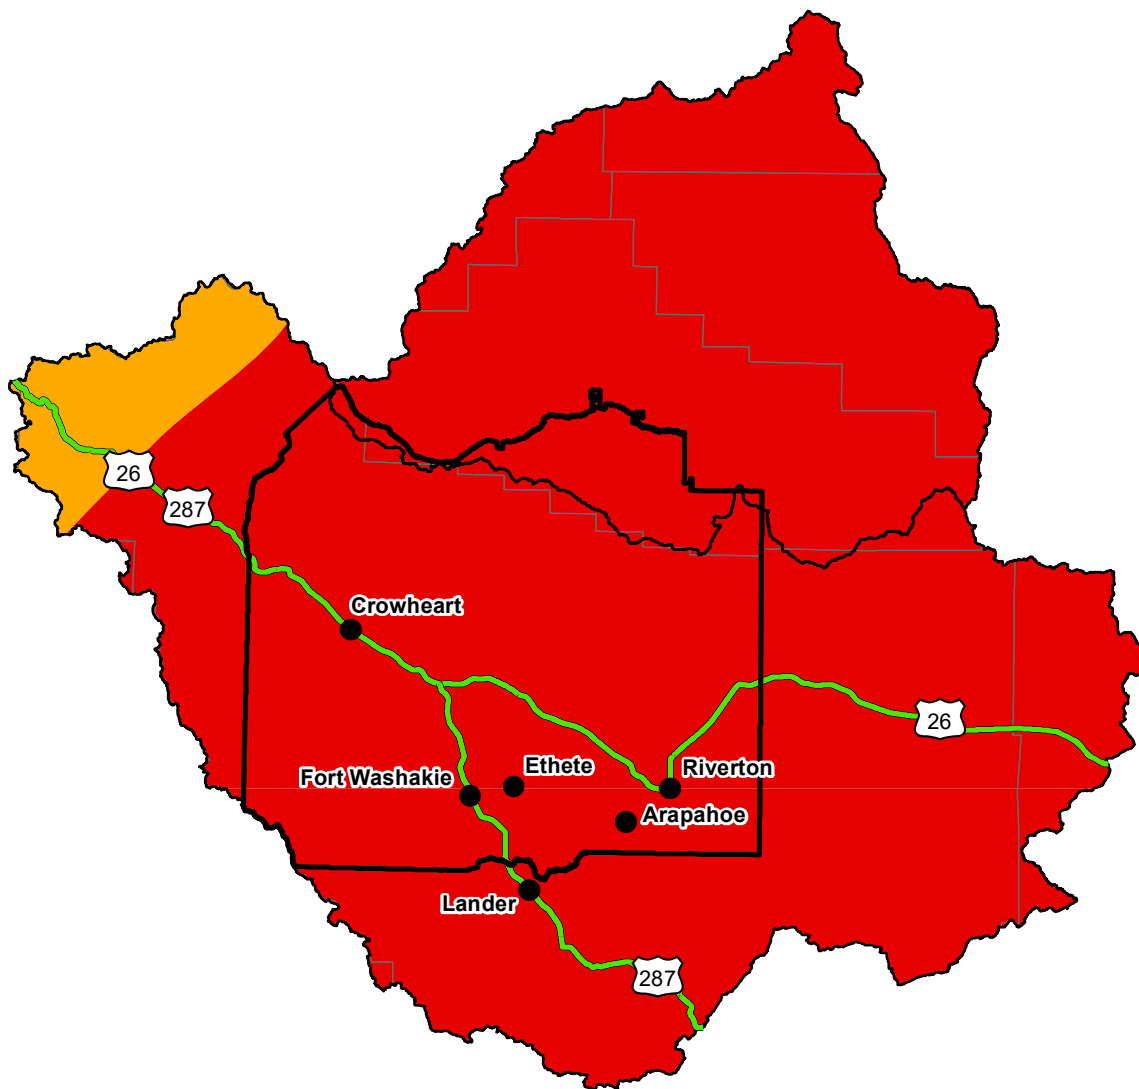 26
287
Crowheart
26
Ethete
Riverton
Fort Washakie
Arapahoe
Lander
287